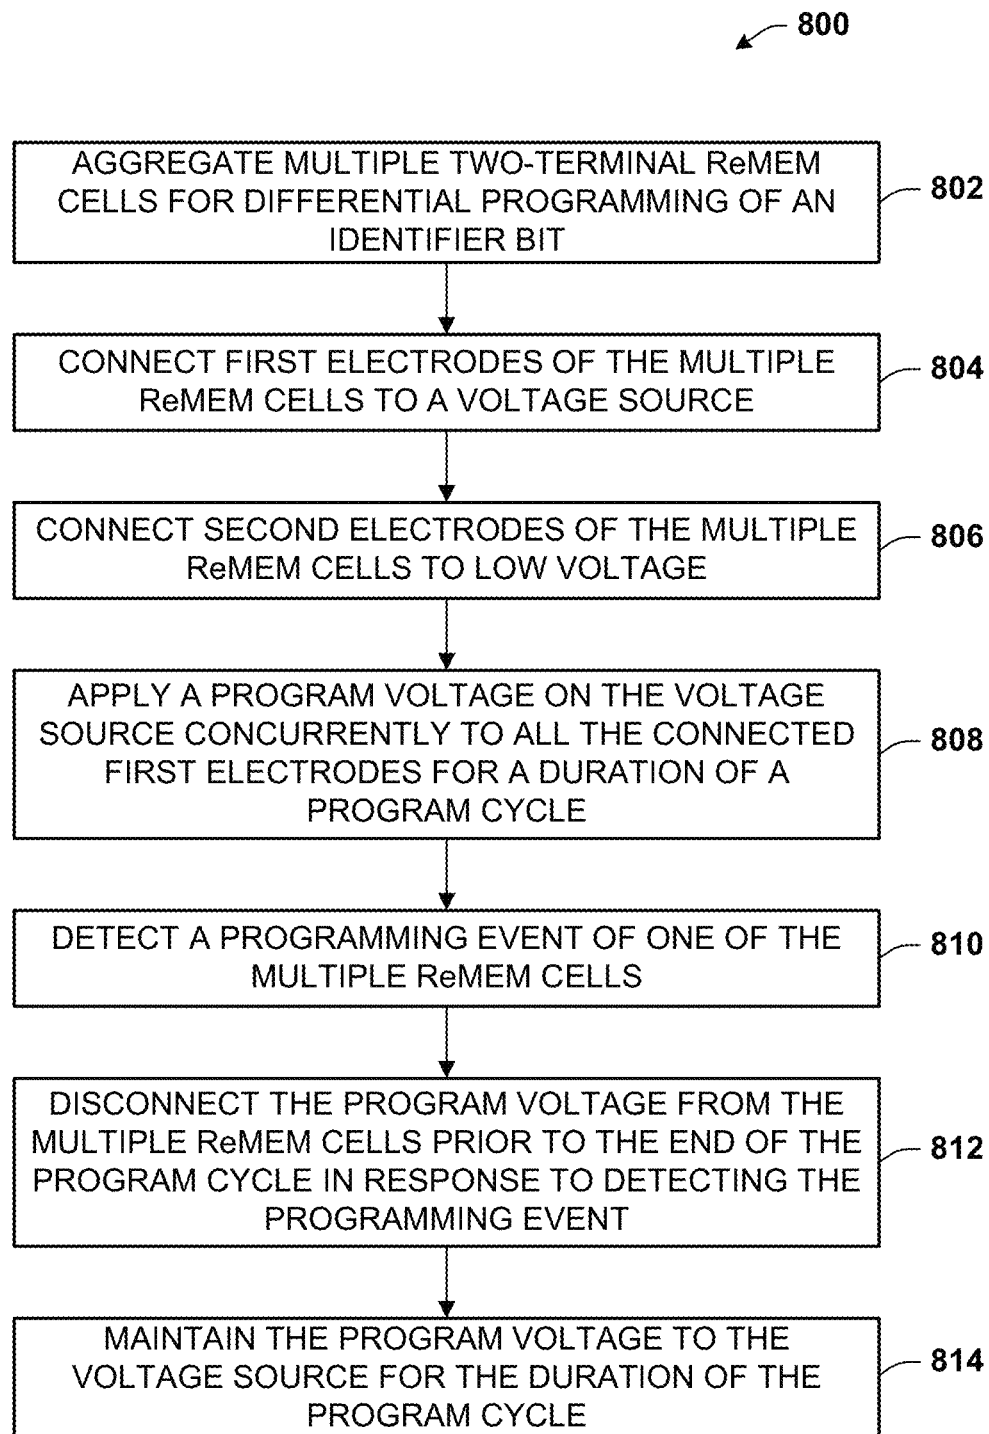 800
AGGREGATE MULTIPLE TWO-TERMINAL ReMEM
CELLS FOR DIFFERENTIAL PROGRAMMING OF AN
IDENTIFIER BIT
802
CONNECT FIRST ELECTRODES OF THE MULTIPLE
ReMEM CELLS TO A VOLTAGE SOURCE
804
CONNECT SECOND ELECTRODES OF THE MULTIPLE
ReMEM CELLS TO LOW VOLTAGE
806
APPLY A PROGRAM VOLTAGE ON THE VOLTAGE
SOURCE CONCURRENTLY TO ALL THE CONNECTED
FIRST ELECTRODES FOR A DURATION OF A
PROGRAM CYCLE
808
DETECT A PROGRAMMING EVENT OF ONE OF THE
MULTIPLE ReMEM CELLS
810
DISCONNECT THE PROGRAM VOLTAGE FROM THE
MULTIPLE ReMEM CELLS PRIOR TO THE END OF THE
PROGRAM CYCLE IN RESPONSE TO DETECTING THE
PROGRAMMING EVENT
812
MAINTAIN THE PROGRAM VOLTAGE TO THE
VOLTAGE SOURCE FOR THE DURATION OF THE
PROGRAM CYCLE
814